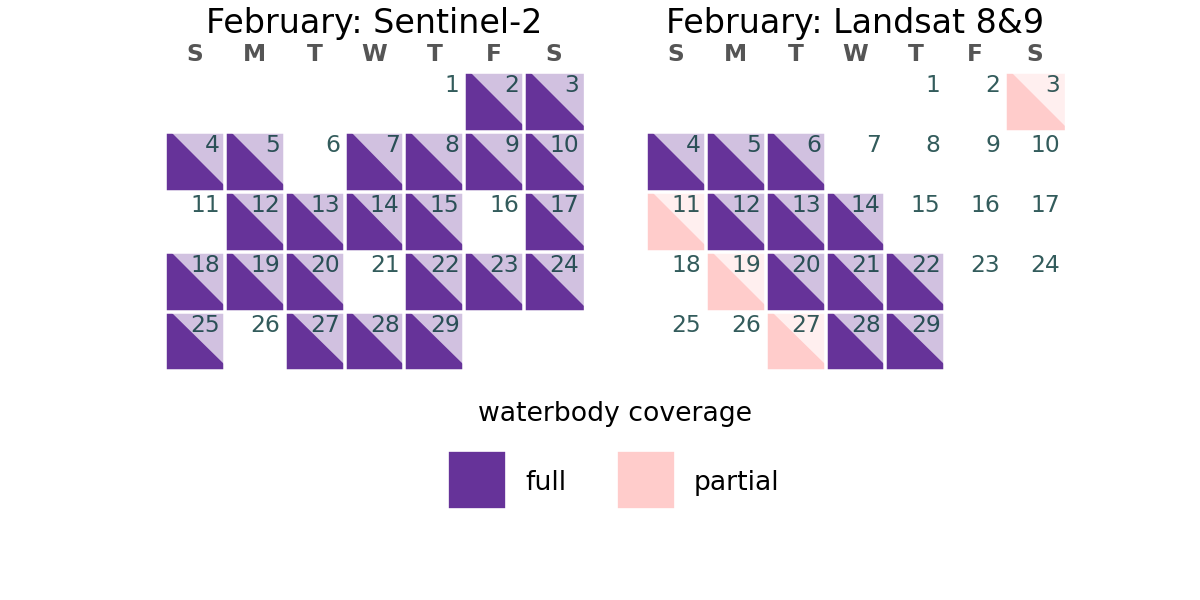 February: Sentinel-2
S M T W T F S
1 2 3
4 5 6 7 8 9 10
11 12 13 14 15 16 17
18 19 20 21 22 23 24
25 26 27 28 29
February: Landsat 8&9
S M T W T F S
1 2 3
4 5 6 7 8 9 10
11 12 13 14 15 16 17
18 19 20 21 22 23 24
25 26 27 28 29
waterbody coverage
full
partial